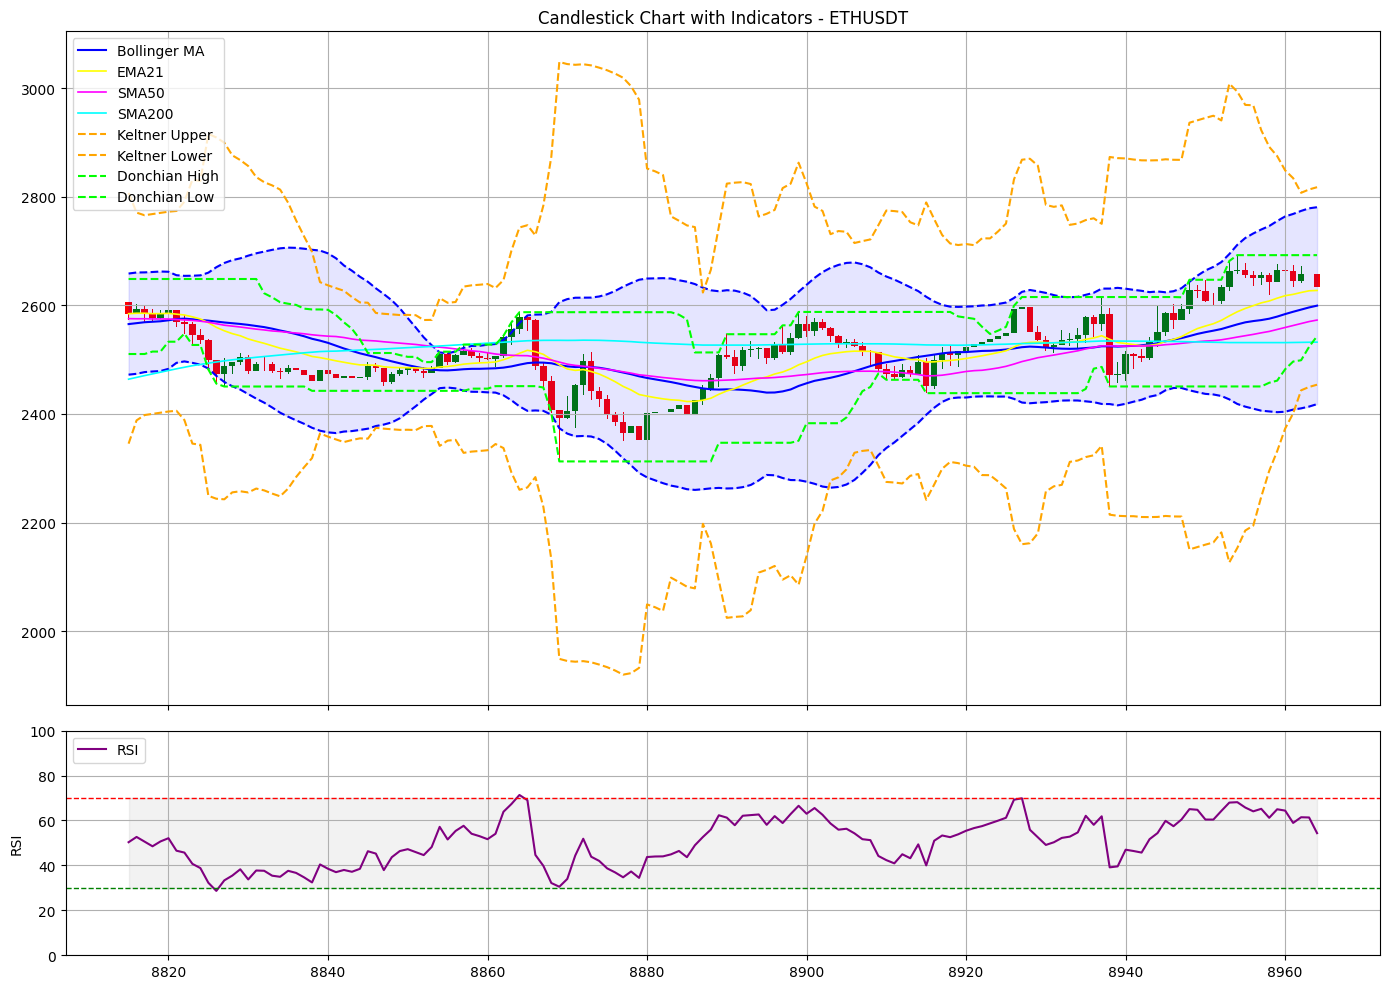 Candlestick Chart with Indicators - ETHUSDT
Bollinger MA
EMA21
SMA50
SMA200
Keltner Upper
Keltner Lower
Donchian High
Donchian Low
3000
2800
2600
2400
2200
2000
RSI
100
80
60
40
20
0
RSI
8820 8840 8860 8880 8900 8920 8940 8960